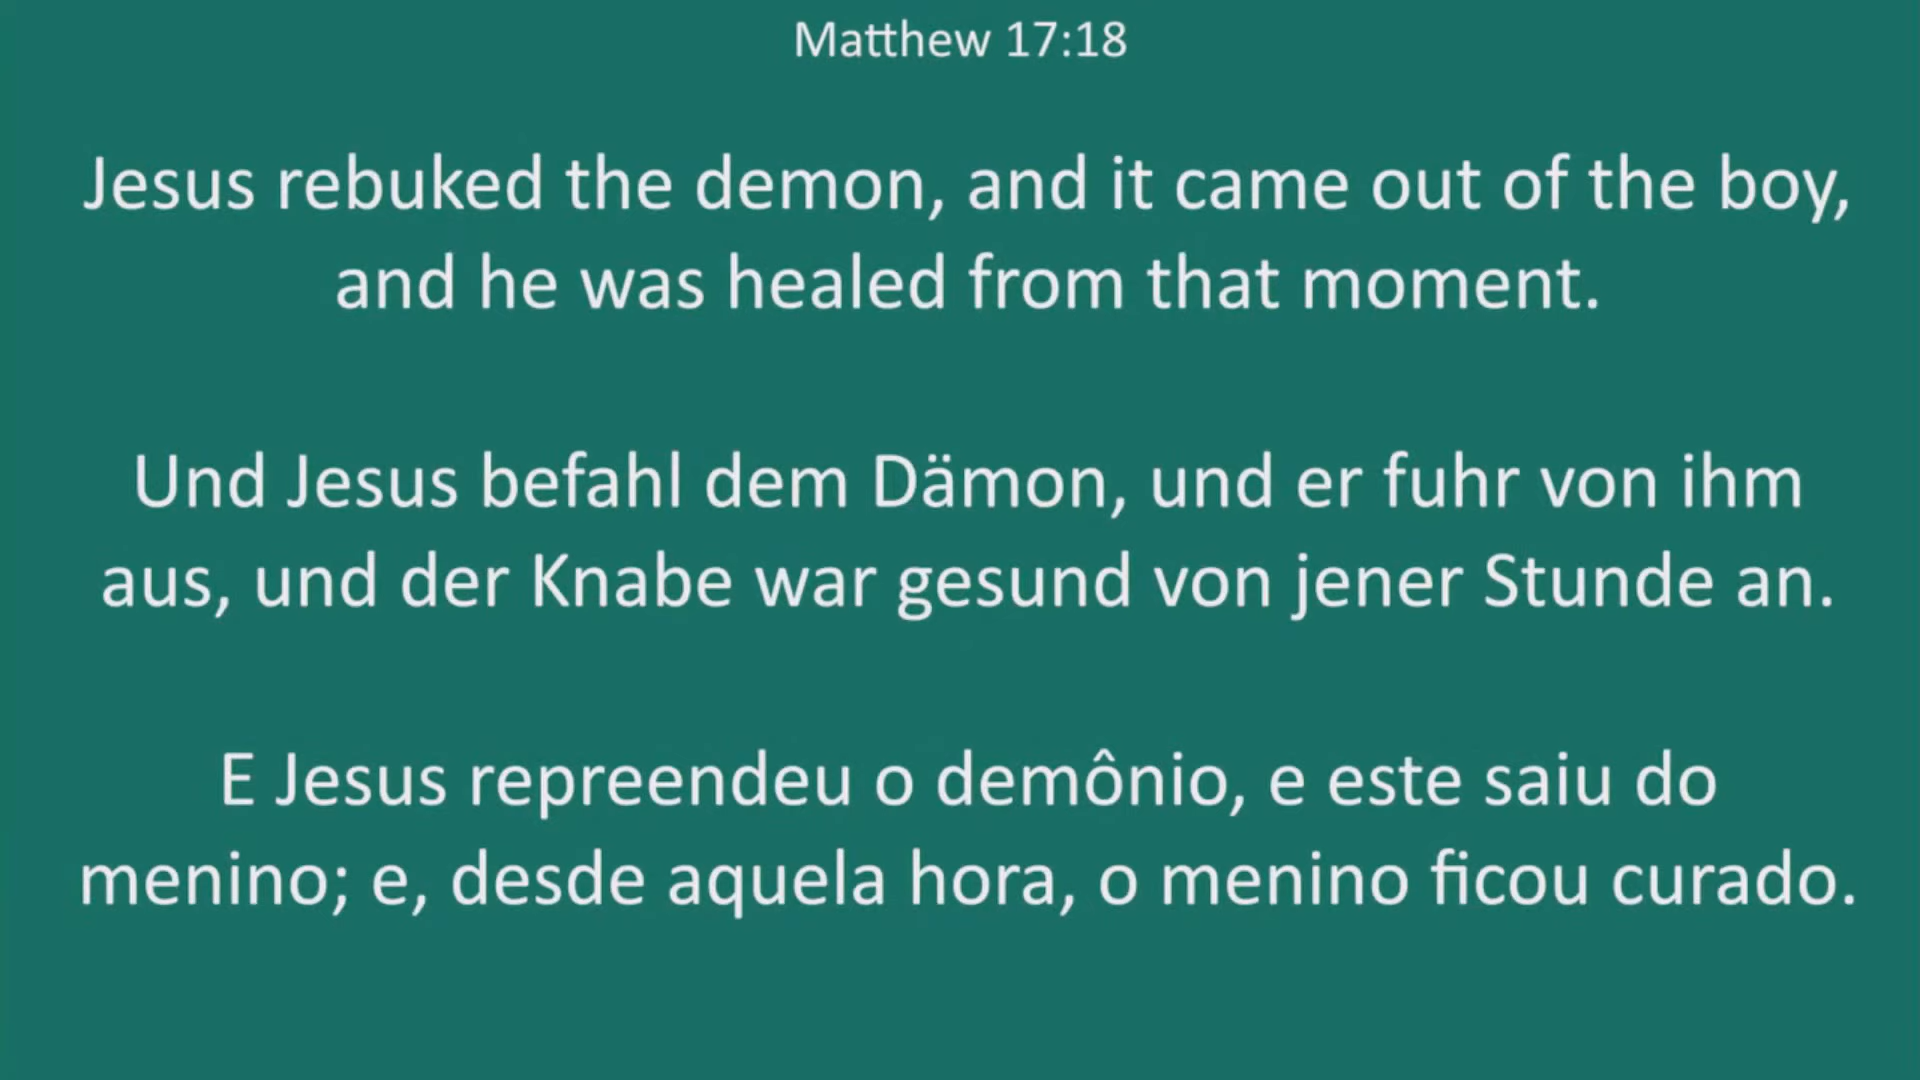 Matthew 17:18
Jesus rebuked the demon, and it came out of the boy,
and he was healed from that moment.
Und Jesus befahl dem Dämon, und er fuhr von ihm
aus, und der Knabe war gesund von jener Stunde an.
E Jesus repreendeu o demônio, e este saiu do
menino; e, desde aquela hora, o menino ficou curado.